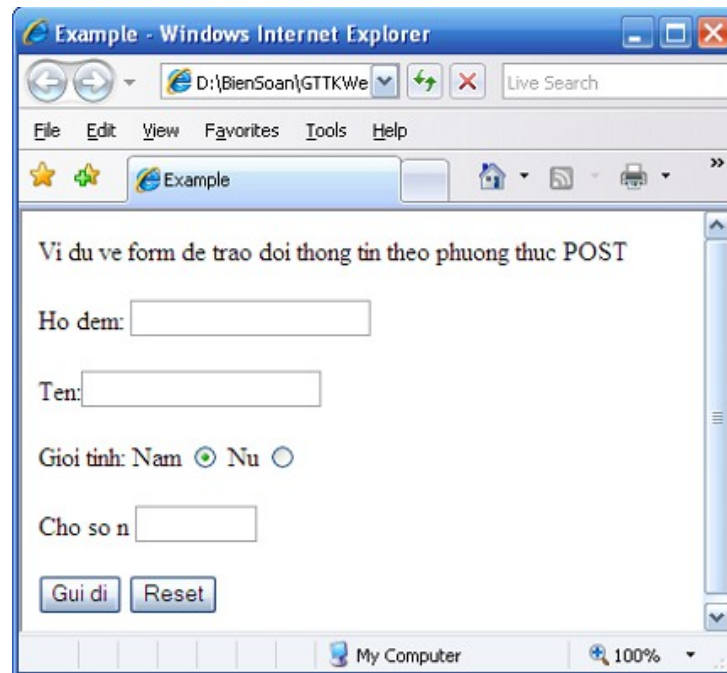 Example - Windows Internet Explorer
D:\BienSoan\GTTKWe
Live Search
File Edit View Favorites Tools Help
Example
»
Vi du ve form de trao doi thong tin theo phuong thuc POST
Ho dem:
Ten:
Gioi tinh: Nam Nu
Cho so n
Gui di Reset
My Computer 100%